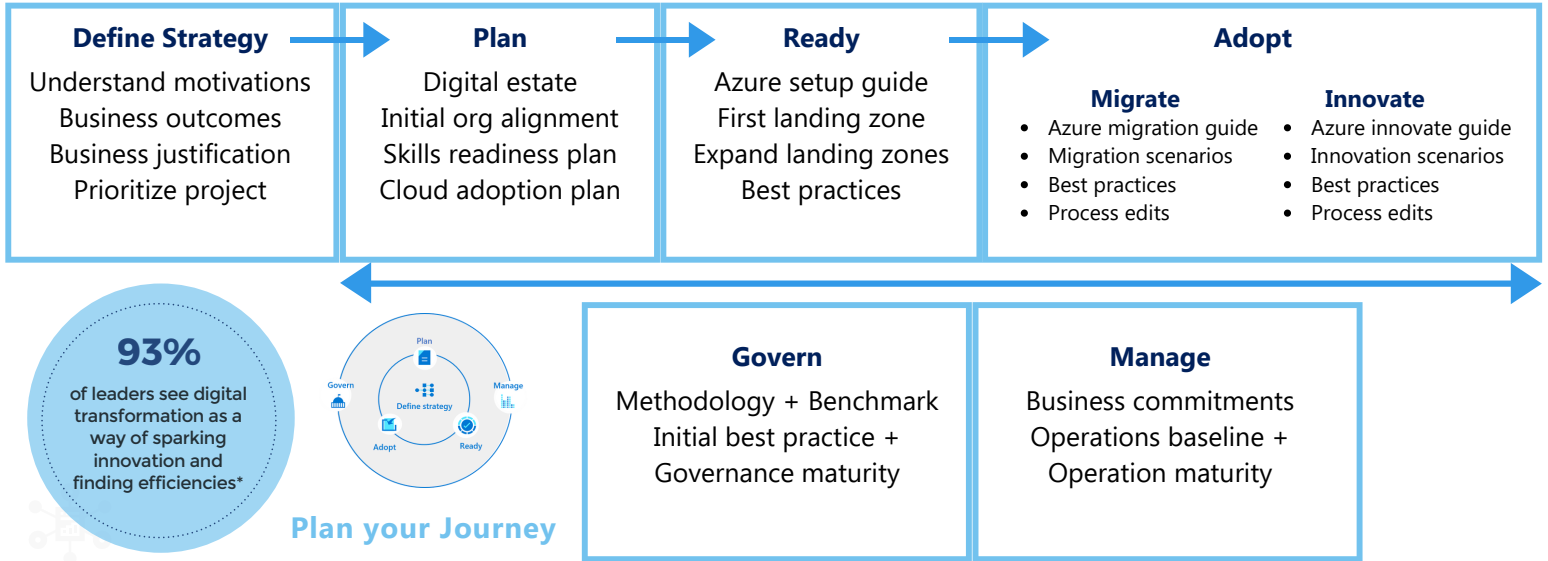 Define Strategy
Understand motivations
Business outcomes
Business justification
Prioritize project
Plan
Digital estate
Initial org alignment
Skills readiness plan
Cloud adoption plan
Ready
Azure setup guide
First landing zone
Expand landing zones
Best practices
Adopt
Migrate
• Azure migration guide
• Migration scenarios
• Best practices
• Process edits
Innovate
• Azure innovate guide
• Innovation scenarios
• Best practices
• Process edits
93%
of leaders see digital
transformation as a
way of sparking
innovation and
finding efficiencies*
Plan
Govern
Manage
Define strategy
Adopt
Ready
Plan your Journey
Govern
Methodology + Benchmark
Initial best practice +
Governance maturity
Manage
Business commitments
Operations baseline +
Operation maturity